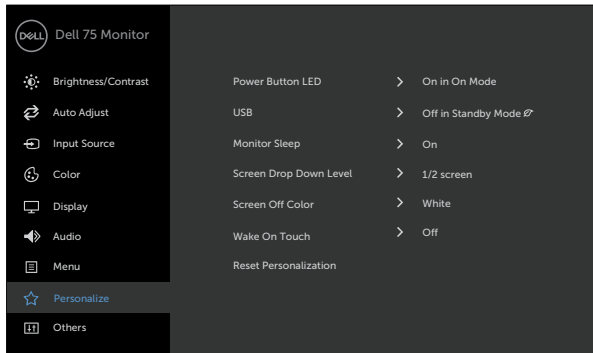 DELL Dell 75 Monitor
Brightness/Contrast
Auto Adjust
Input Source
Color
Display
Audio
Menu
Personalize
Others
Power Button LED > On in On Mode
USB > Off in Standby Mode
Monitor Sleep > On
Screen Drop Down Level > 1/2 screen
Screen Off Color > White
Wake On Touch > Off
Reset Personalization